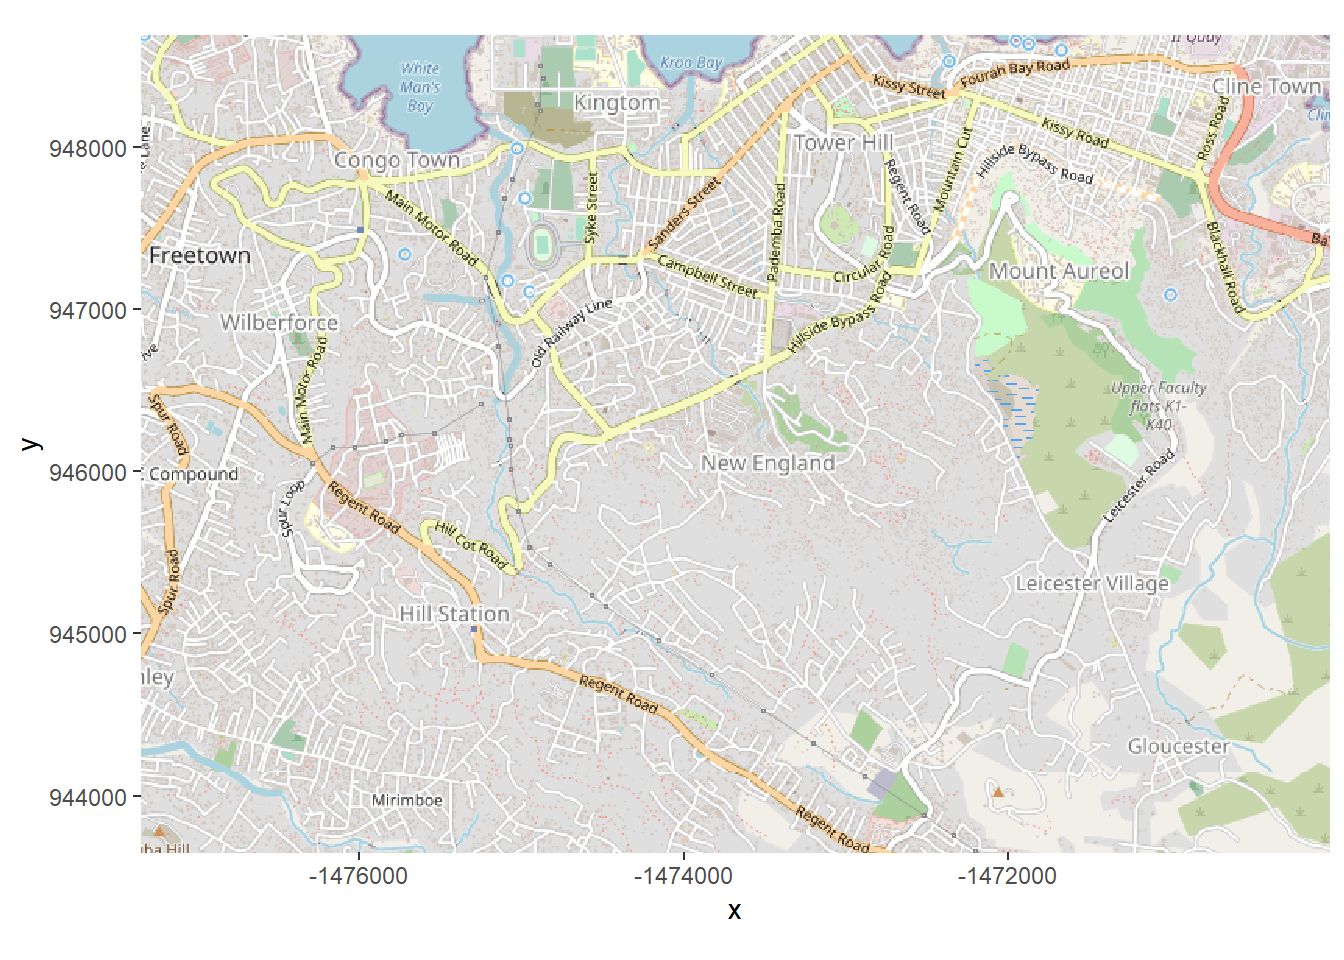 White
Man's
Bay
Kroo Bay
Kissy Street
Fourah Bay Road
Cline Town
Kingtom
Kissy Road
Ross Road
Tower Hill
Mountain Cut
Hillside Bypass Road
948000
Lane
Congo Town
Main Motor Road
Syke Street
Sanders Street
Pademba Road
Regent Road
Freetown
Campbell Street
Circular Road
Mount Aureol
Blackhall Road
947000
Wilberforce
Old Railway Line
Hillside Bypass Road
Main Motor Road
Upper Faculty
flats K1-
K40
Spur Road
y
946000
Compound
New England
Leicester Road
Spur Loop
Regent Road
Hill Cot Road
Leicester Village
Spur Road
Hill Station
945000
Regent Road
Gloucester
944000
Mirimboe
Regent Road
-1476000
-1474000
-1472000
x